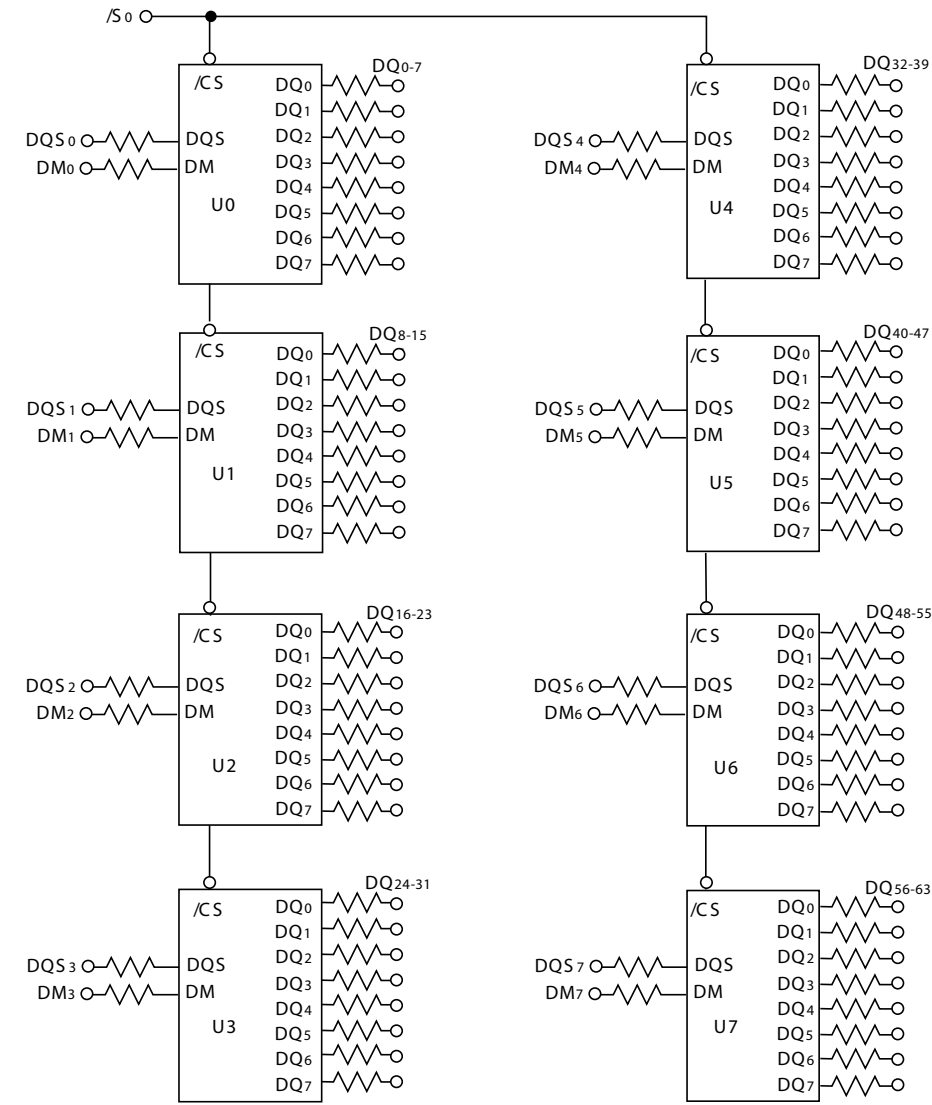 /S0
DQ0-7
/CS
DQ0
DQ1
DQ2
DQ3
DQ4
DQ5
DQ6
DQ7
DQS0
DQS
DM0
DM
U0
DQ32-39
/CS
DQ0
DQ1
DQ2
DQ3
DQ4
DQ5
DQ6
DQ7
DQS4
DQS
DM4
DM
U4
DQ8-15
/CS
DQ0
DQ1
DQ2
DQ3
DQ4
DQ5
DQ6
DQ7
DQS1
DQS
DM1
DM
U1
DQ40-47
/CS
DQ0
DQ1
DQ2
DQ3
DQ4
DQ5
DQ6
DQ7
DQS5
DQS
DM5
DM
U5
DQ16-23
/CS
DQ0
DQ1
DQ2
DQ3
DQ4
DQ5
DQ6
DQ7
DQS2
DQS
DM2
DM
U2
DQ48-55
/CS
DQ0
DQ1
DQ2
DQ3
DQ4
DQ5
DQ6
DQ7
DQS6
DQS
DM6
DM
U6
DQ24-31
/CS
DQ0
DQ1
DQ2
DQ3
DQ4
DQ5
DQ6
DQ7
DQS3
DQS
DM3
DM
U3
DQ56-63
/CS
DQ0
DQ1
DQ2
DQ3
DQ4
DQ5
DQ6
DQ7
DQS7
DQS
DM7
DM
U7